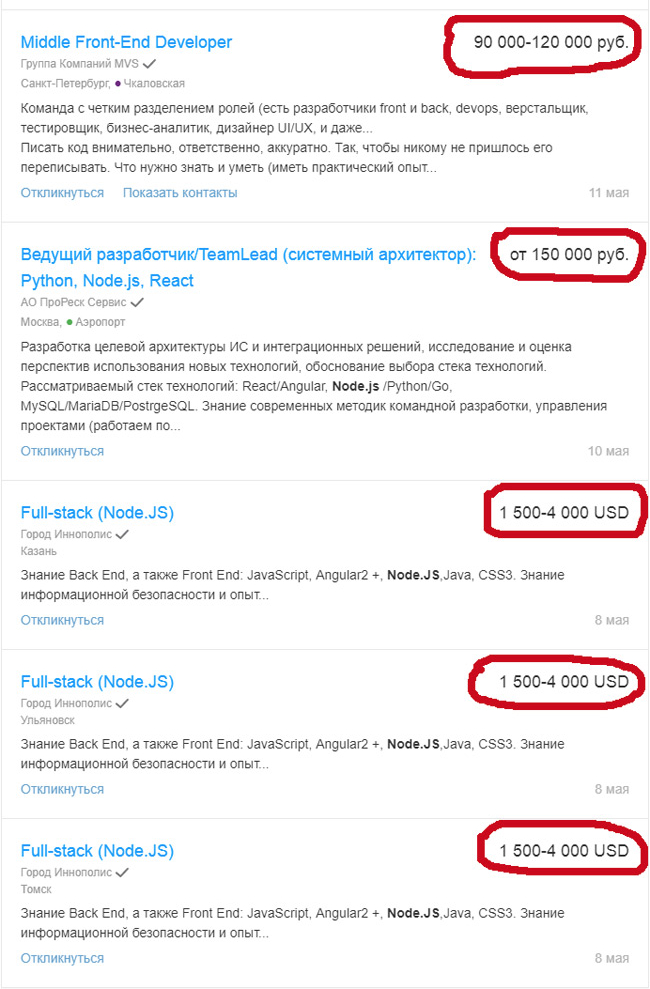 Middle Front-End Developer
90 000-120 000 руб.
Группа Компаний MVS
Санкт-Петербург, Чкаловская
Команда с четким разделением ролей (есть разработчики front и back, devops, верстальщик,
тестировщик, бизнес-аналитик, дизайнер UI/UX, и даже...
Писать код внимательно, ответственно, аккуратно. Так, чтобы никому не пришлось его
переписывать. Что нужно знать и уметь (иметь практический опыт...
Откликнуться Показать контакты 11 мая
Ведущий разработчик/TeamLead (системный архитектор):
от 150 000 руб.
Python, Node.js, React
АО ПроРеск Сервис
Москва, Аэропорт
Разработка целевой архитектуры ИС и интеграционных решений, исследование и оценка
перспектив использования новых технологий, обоснование выбора стека технологий.
Рассматриваемый стек технологий: React/Angular, Node.js /Python/Go,
MySQL/MariaDB/PostrgeSQL. Знание современных методик командной разработки, управления
проектами (работаем по...
Откликнуться 10 мая
Full-stack (Node.JS)
1 500-4 000 USD
Город Иннополис
Казань
Знание Back End, а также Front End: JavaScript, Angular2 +, Node.JS,Java, CSS3. Знание
информационной безопасности и опыт...
Откликнуться 8 мая
Full-stack (Node.JS)
1 500-4 000 USD
Город Иннополис
Ульяновск
Знание Back End, а также Front End: JavaScript, Angular2 +, Node.JS,Java, CSS3. Знание
информационной безопасности и опыт...
Откликнуться 8 мая
Full-stack (Node.JS)
1 500-4 000 USD
Город Иннополис
Томск
Знание Back End, а также Front End: JavaScript, Angular2 +, Node.JS,Java, CSS3. Знание
информационной безопасности и опыт...
Откликнуться 8 мая